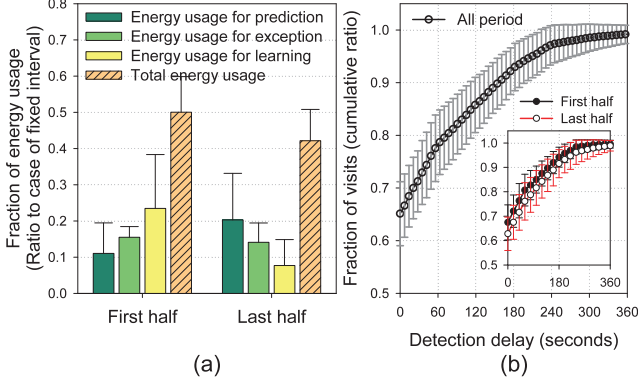 0.8
0.7
0.6
0.5
0.4
0.3
0.2
0.1
0.0
Fraction of energy usage
(Ratio to case of fixed interval)
Energy usage for prediction
Energy usage for exception
Energy usage for learning
Total energy usage
First half
Last half
(a)
1.0
0.9
0.8
0.7
0.6
0.5
Fraction of visits (cumulative ratio)
All period
First half
Last half
1.0
0.9
0.8
0.7
0.6
0.5
0
180
360
0
60
120
180
240
300
360
Detection delay (seconds)
(b)